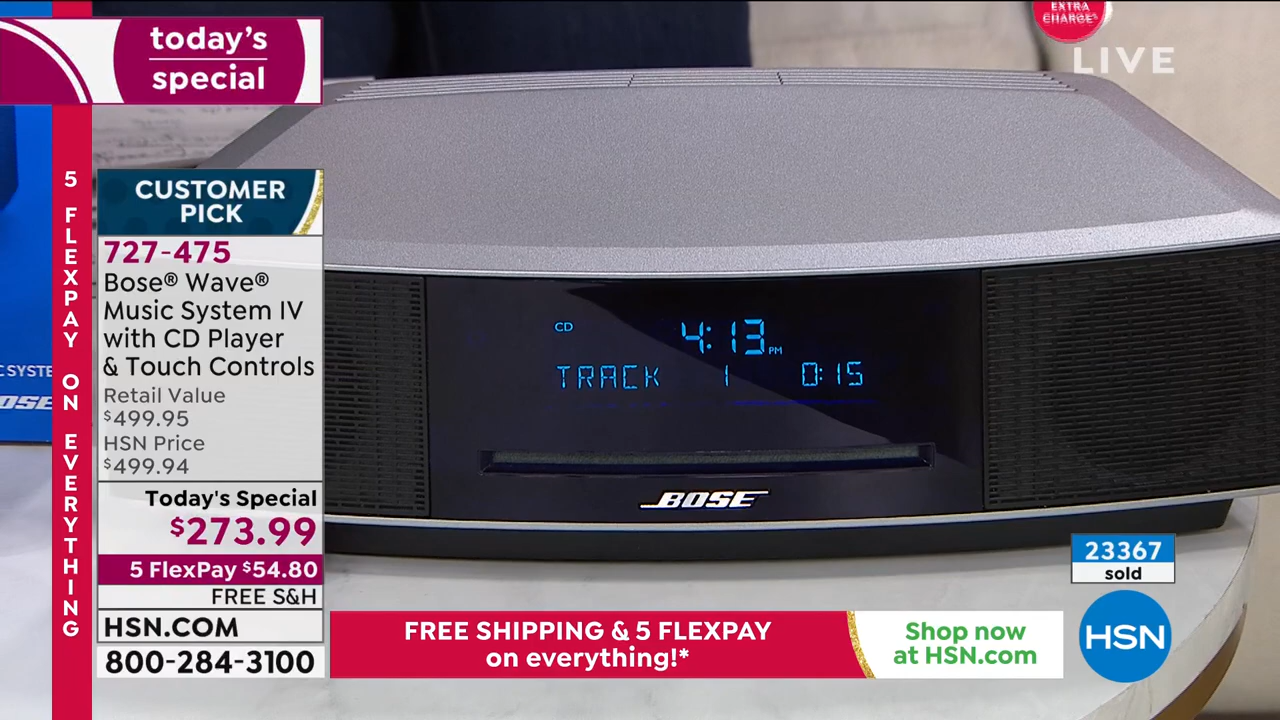 today's
special
EXTRA
CHARGE*
LIVE
5 FLEXPAY ON EVERYTHING
CUSTOMER
PICK
727-475
Bose® Wave®
Music System IV
with CD Player
& Touch Controls
Retail Value
$499.95
HSN Price
$499.94
Today's Special
$273.99
5 FlexPay $54.80
FREE S&H
HSN.COM
800-284-3100
CD 4:13 PM
TRACK 1 0:15
BOSE
23367
sold
FREE SHIPPING & 5 FLEXPAY
on everything!*
Shop now
at HSN.com
HSN